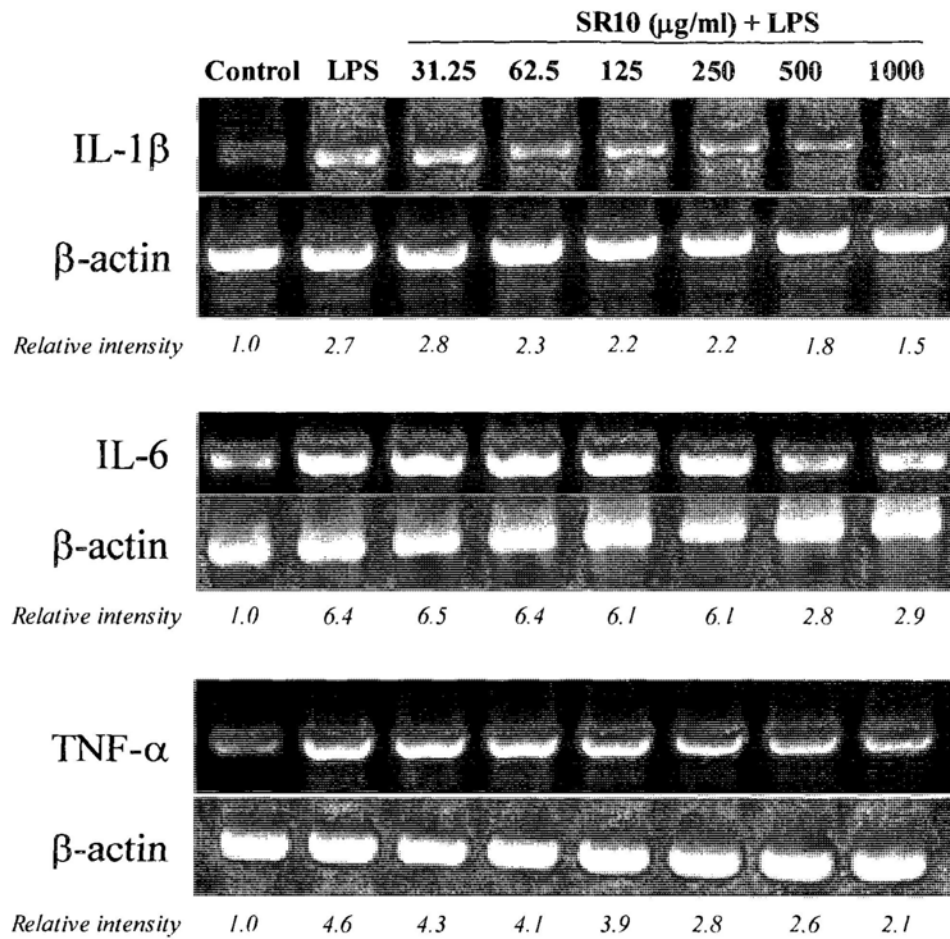 SR10 (μg/ml) + LPS
Control LPS 31.25 62.5 125 250 500 1000
IL-1β
β-actin
Relative intensity 1.0 2.7 2.8 2.3 2.2 2.2 1.8 1.5
IL-6
β-actin
Relative intensity 1.0 6.4 6.5 6.4 6.1 6.1 2.8 2.9
TNF-α
β-actin
Relative intensity 1.0 4.6 4.3 4.1 3.9 2.8 2.6 2.1